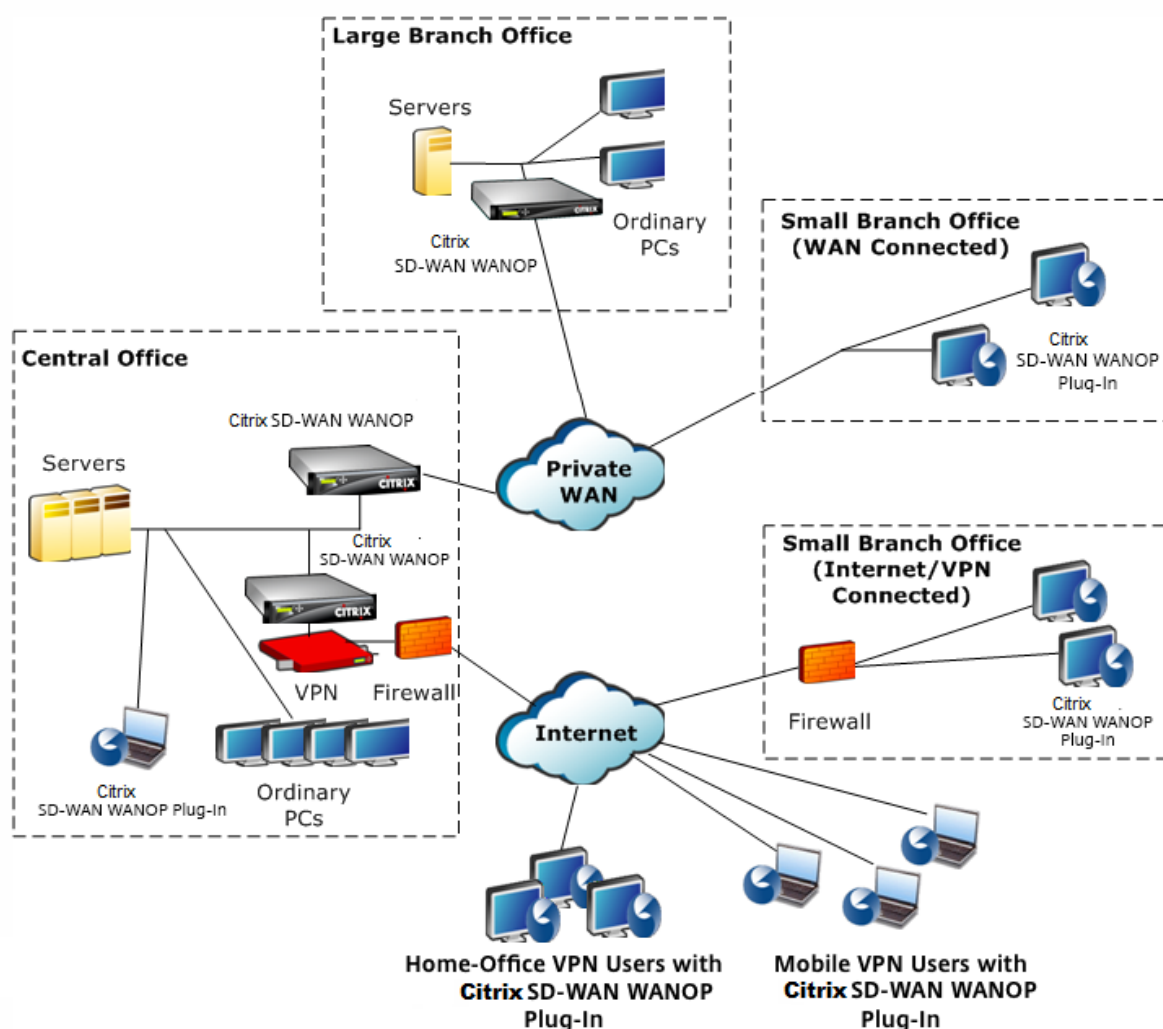 Large Branch Office
Servers
CITRIX
Citrix
SD-WAN WANOP
Ordinary
PCs
Small Branch Office
(WAN Connected)
Citrix
SD-WAN WANOP
Plug-In
Central Office
Citrix SD-WAN WANOP
Servers
CITRIX
Citrix
SD-WAN WANOP
CITRIX
VPN
Firewall
Citrix
SD-WAN WANOP Plug-In
Ordinary
PCs
Private
WAN
Small Branch Office
(Internet/VPN
Connected)
Firewall
Citrix
SD-WAN WANOP
Plug-In
Internet
Home-Office VPN Users with
Citrix SD-WAN WANOP
Plug-In
Mobile VPN Users with
Citrix SD-WAN WANOP
Plug-In